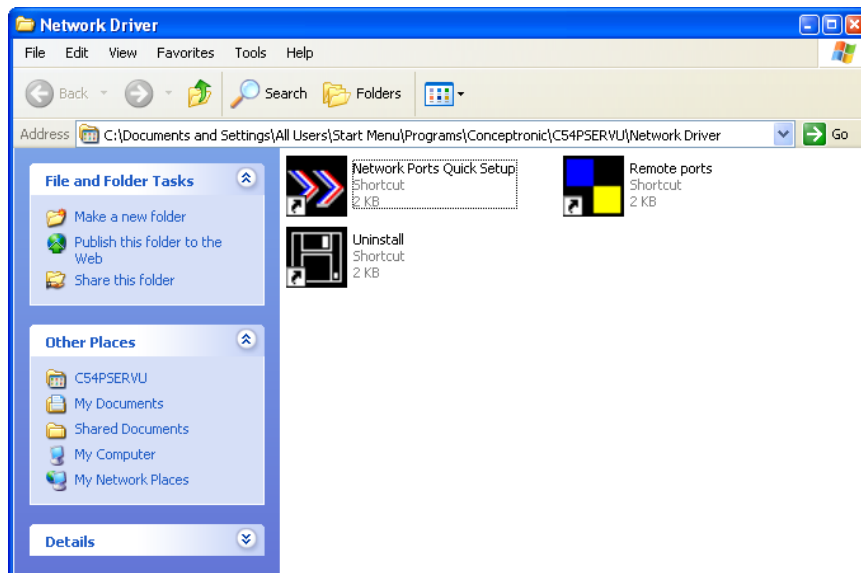 Network Driver
File Edit View Favorites Tools Help
Back Search Folders
Address C:\Documents and Settings\All Users\Start Menu\Programs\Conceptronic\C54PSERVU\Network Driver Go
File and Folder Tasks
Make a new folder
Publish this folder to the
Web
Share this folder
Other Places
C54PSERVU
My Documents
Shared Documents
My Computer
My Network Places
Details
Network Ports Quick Setup
Shortcut
2 KB
Remote ports
Shortcut
2 KB
Uninstall
Shortcut
2 KB